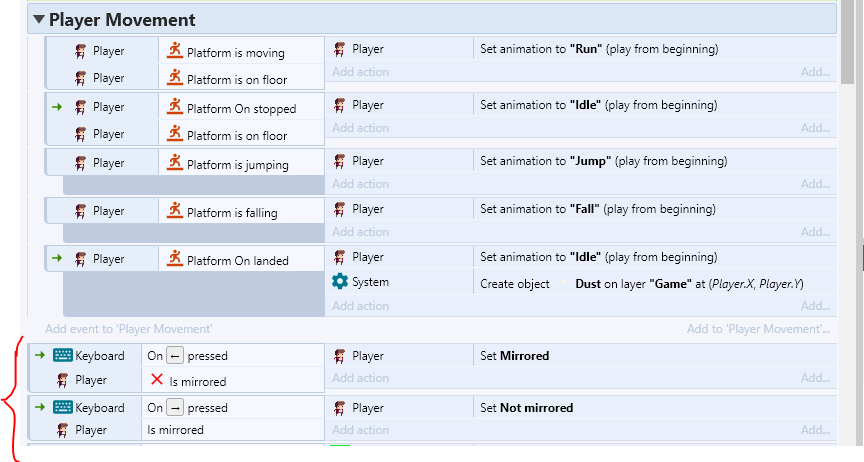 Player Movement
Player Platform is moving Player Set animation to "Run" (play from beginning)
Player Platform is on floor Add action Add...
Player Platform On stopped Player Set animation to "Idle" (play from beginning)
Player Platform is on floor Add action Add...
Player Platform is jumping Player Set animation to "Jump" (play from beginning)
Add action Add...
Player Platform is falling Player Set animation to "Fall" (play from beginning)
Add action Add...
Player Platform On landed Player Set animation to "Idle" (play from beginning)
System Create object Dust on layer "Game" at (Player.X, Player.Y)
Add action Add...
Add event to 'Player Movement' Add to 'Player Movement'...
Keyboard On ← pressed Player Set Mirrored
Player Is mirrored Add action Add...
Keyboard On → pressed Player Set Not mirrored
Player Is mirrored Add action Add...